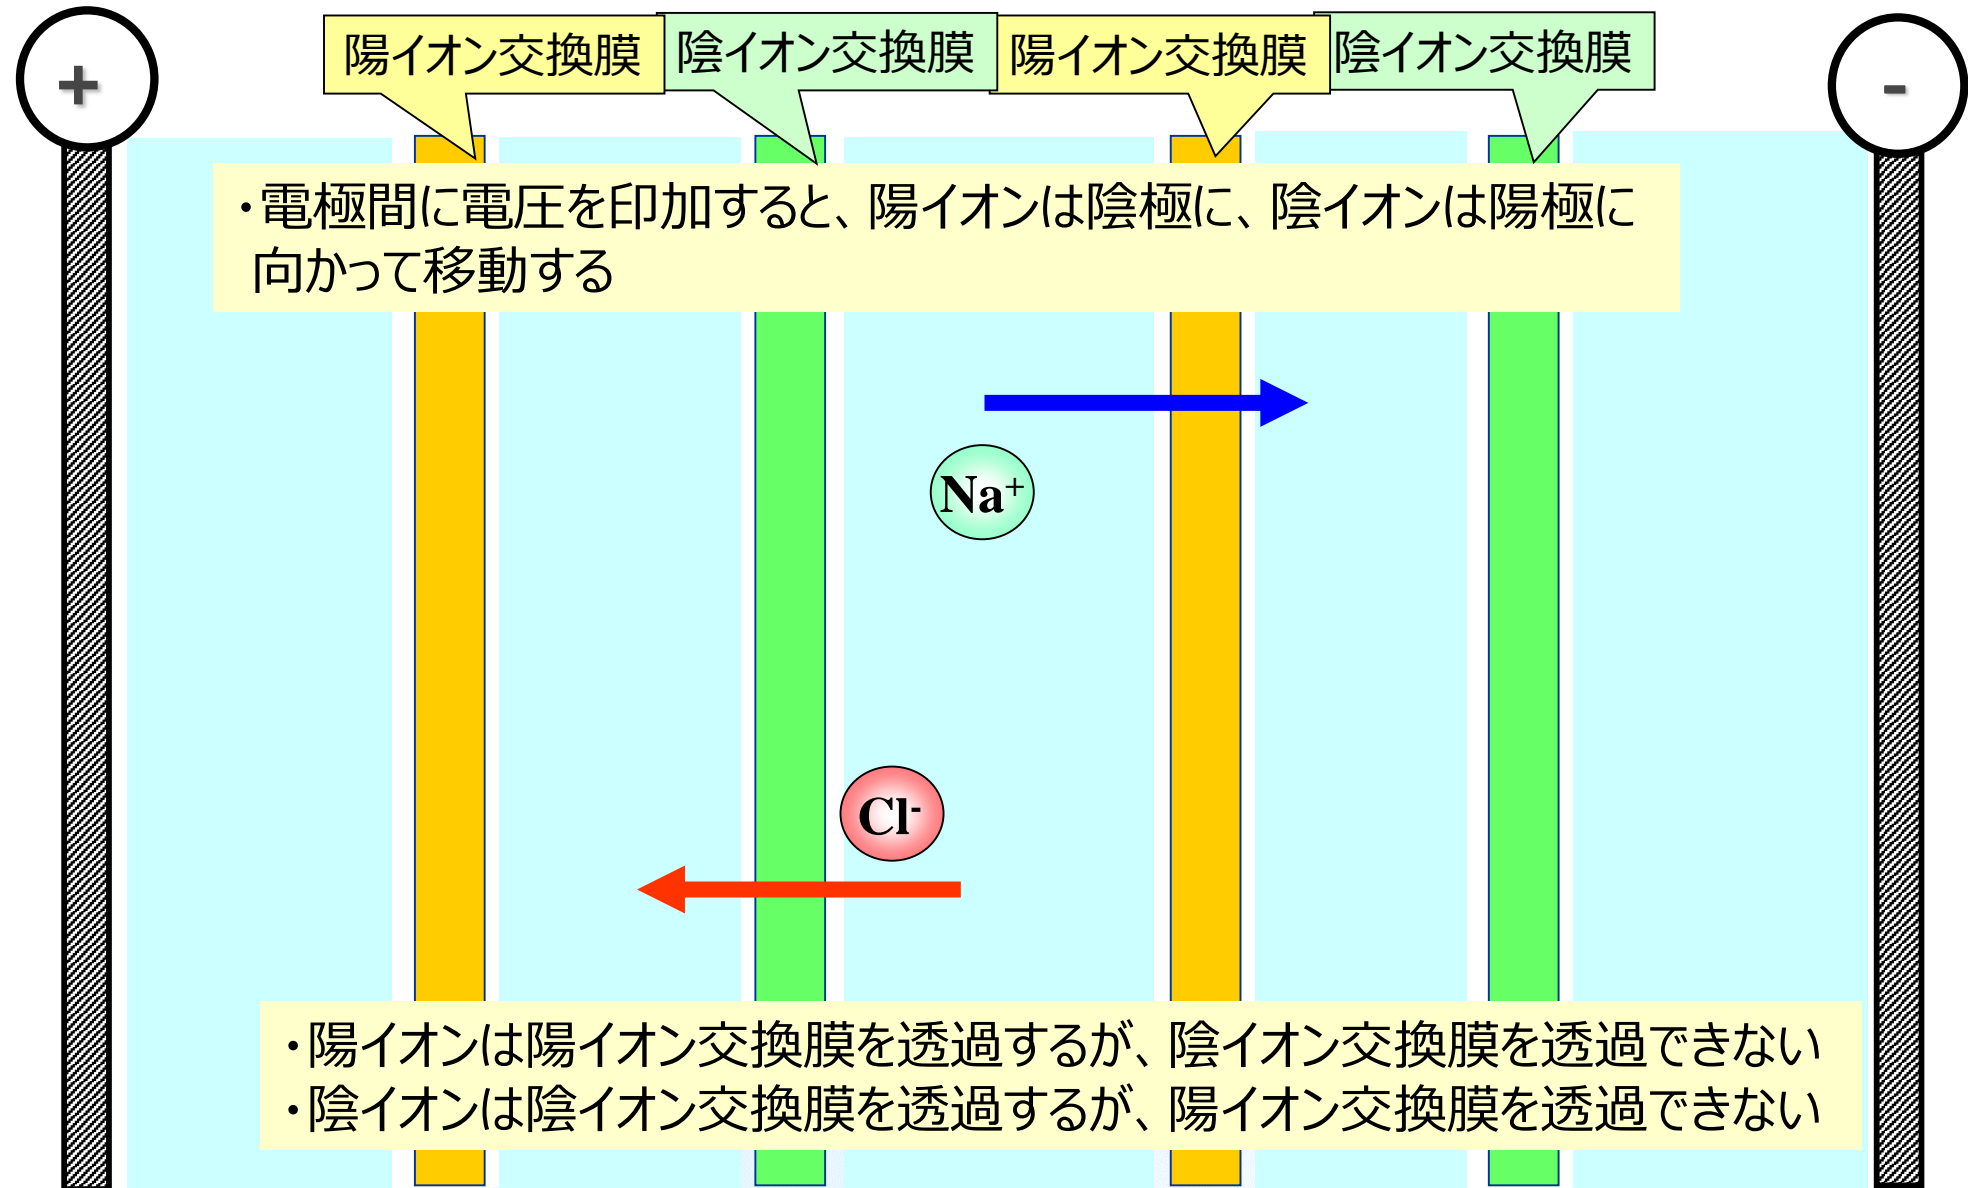 +
陽イオン交換膜
陰イオン交換膜
陽イオン交換膜
陰イオン交換膜
-
・電極間に電圧を印加すると、陽イオンは陰極に、陰イオンは陽極に
向かって移動する
Na⁺
Cl⁻
・陽イオンは陽イオン交換膜を透過するが、陰イオン交換膜を透過できない
・陰イオンは陰イオン交換膜を透過するが、陽イオン交換膜を透過できない